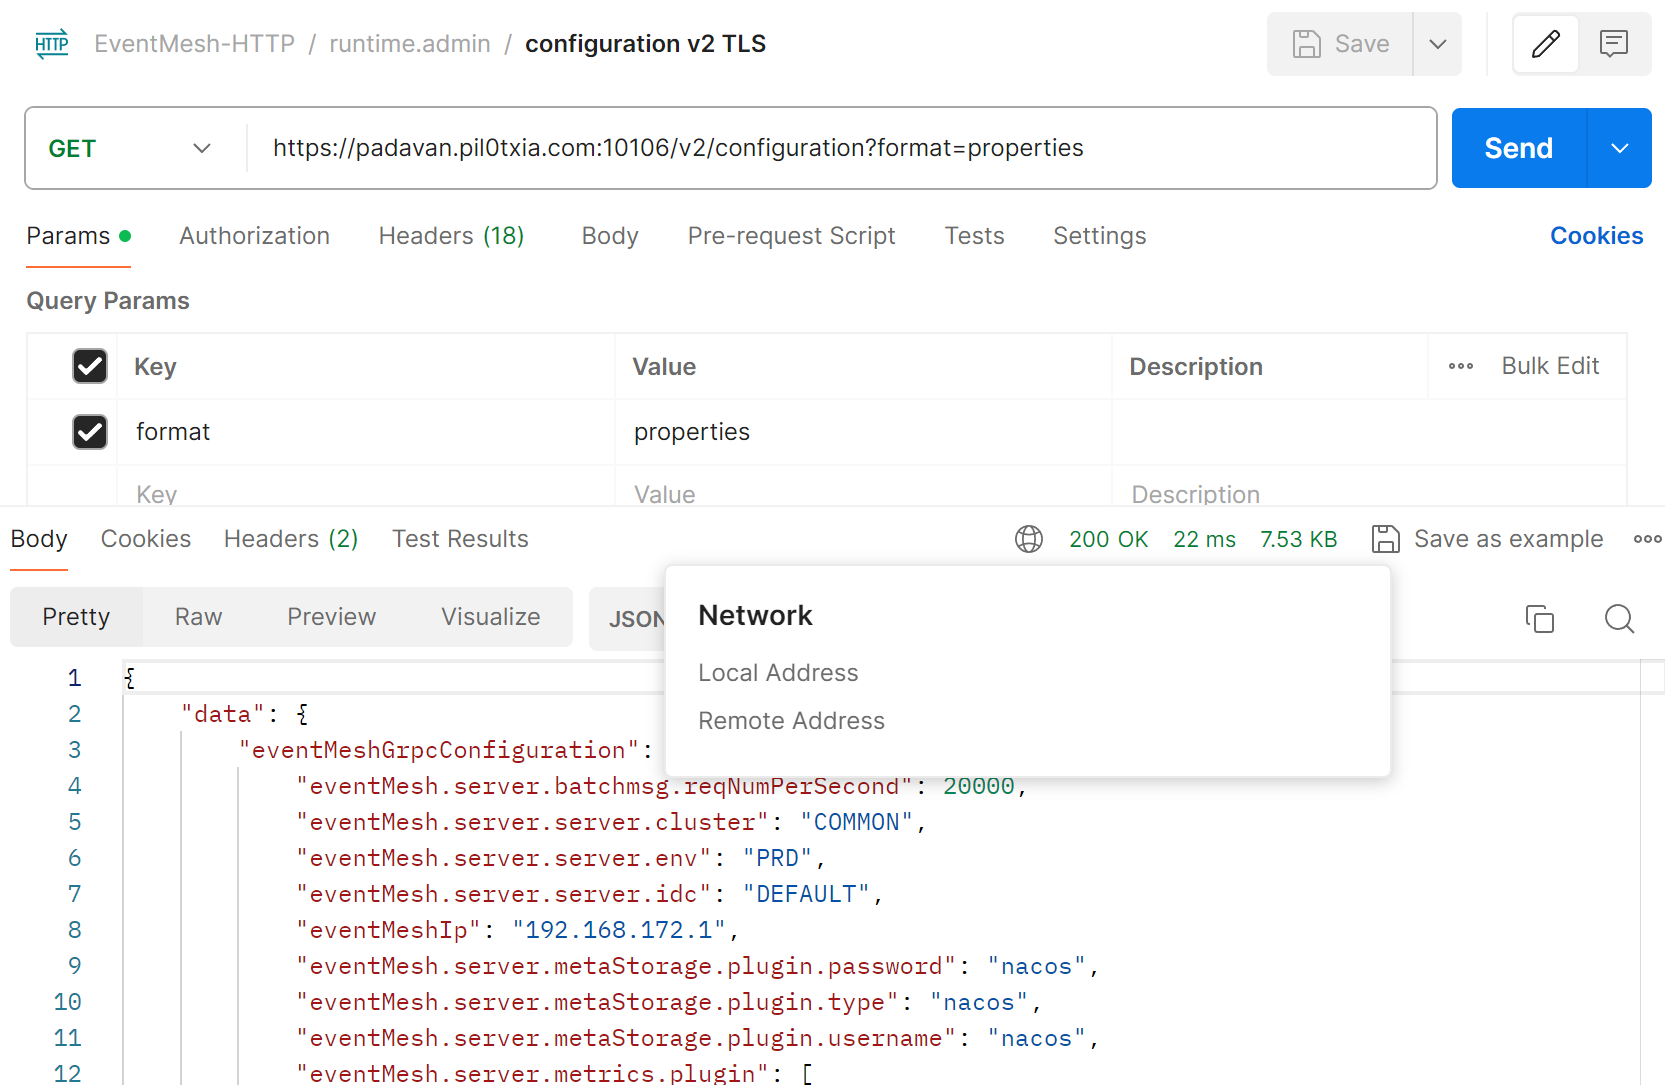 HTTP EventMesh-HTTP / runtime.admin / configuration v2 TLS Save
GET https://padavan.pil0txia.com:10106/v2/configuration?format=properties Send
Params Authorization Headers (18) Body Pre-request Script Tests Settings Cookies
Query Params
Key Value Description Bulk Edit
format properties
Key Value Description
Body Cookies Headers (2) Test Results 200 OK 22 ms 7.53 KB Save as example
Pretty Raw Preview Visualize JSON
Network
Local Address
Remote Address
1 {
2 "data": {
3 "eventMeshGrpcConfiguration":
4 "eventMesh.server.batchmsg.reqNumPerSecond": 20000,
5 "eventMesh.server.server.cluster": "COMMON",
6 "eventMesh.server.server.env": "PRD",
7 "eventMesh.server.server.idc": "DEFAULT",
8 "eventMeshIp": "192.168.172.1",
9 "eventMesh.server.metaStorage.plugin.password": "nacos",
10 "eventMesh.server.metaStorage.plugin.type": "nacos",
11 "eventMesh.server.metaStorage.plugin.username": "nacos",
12 "eventMesh.server.metrics.plugin": [